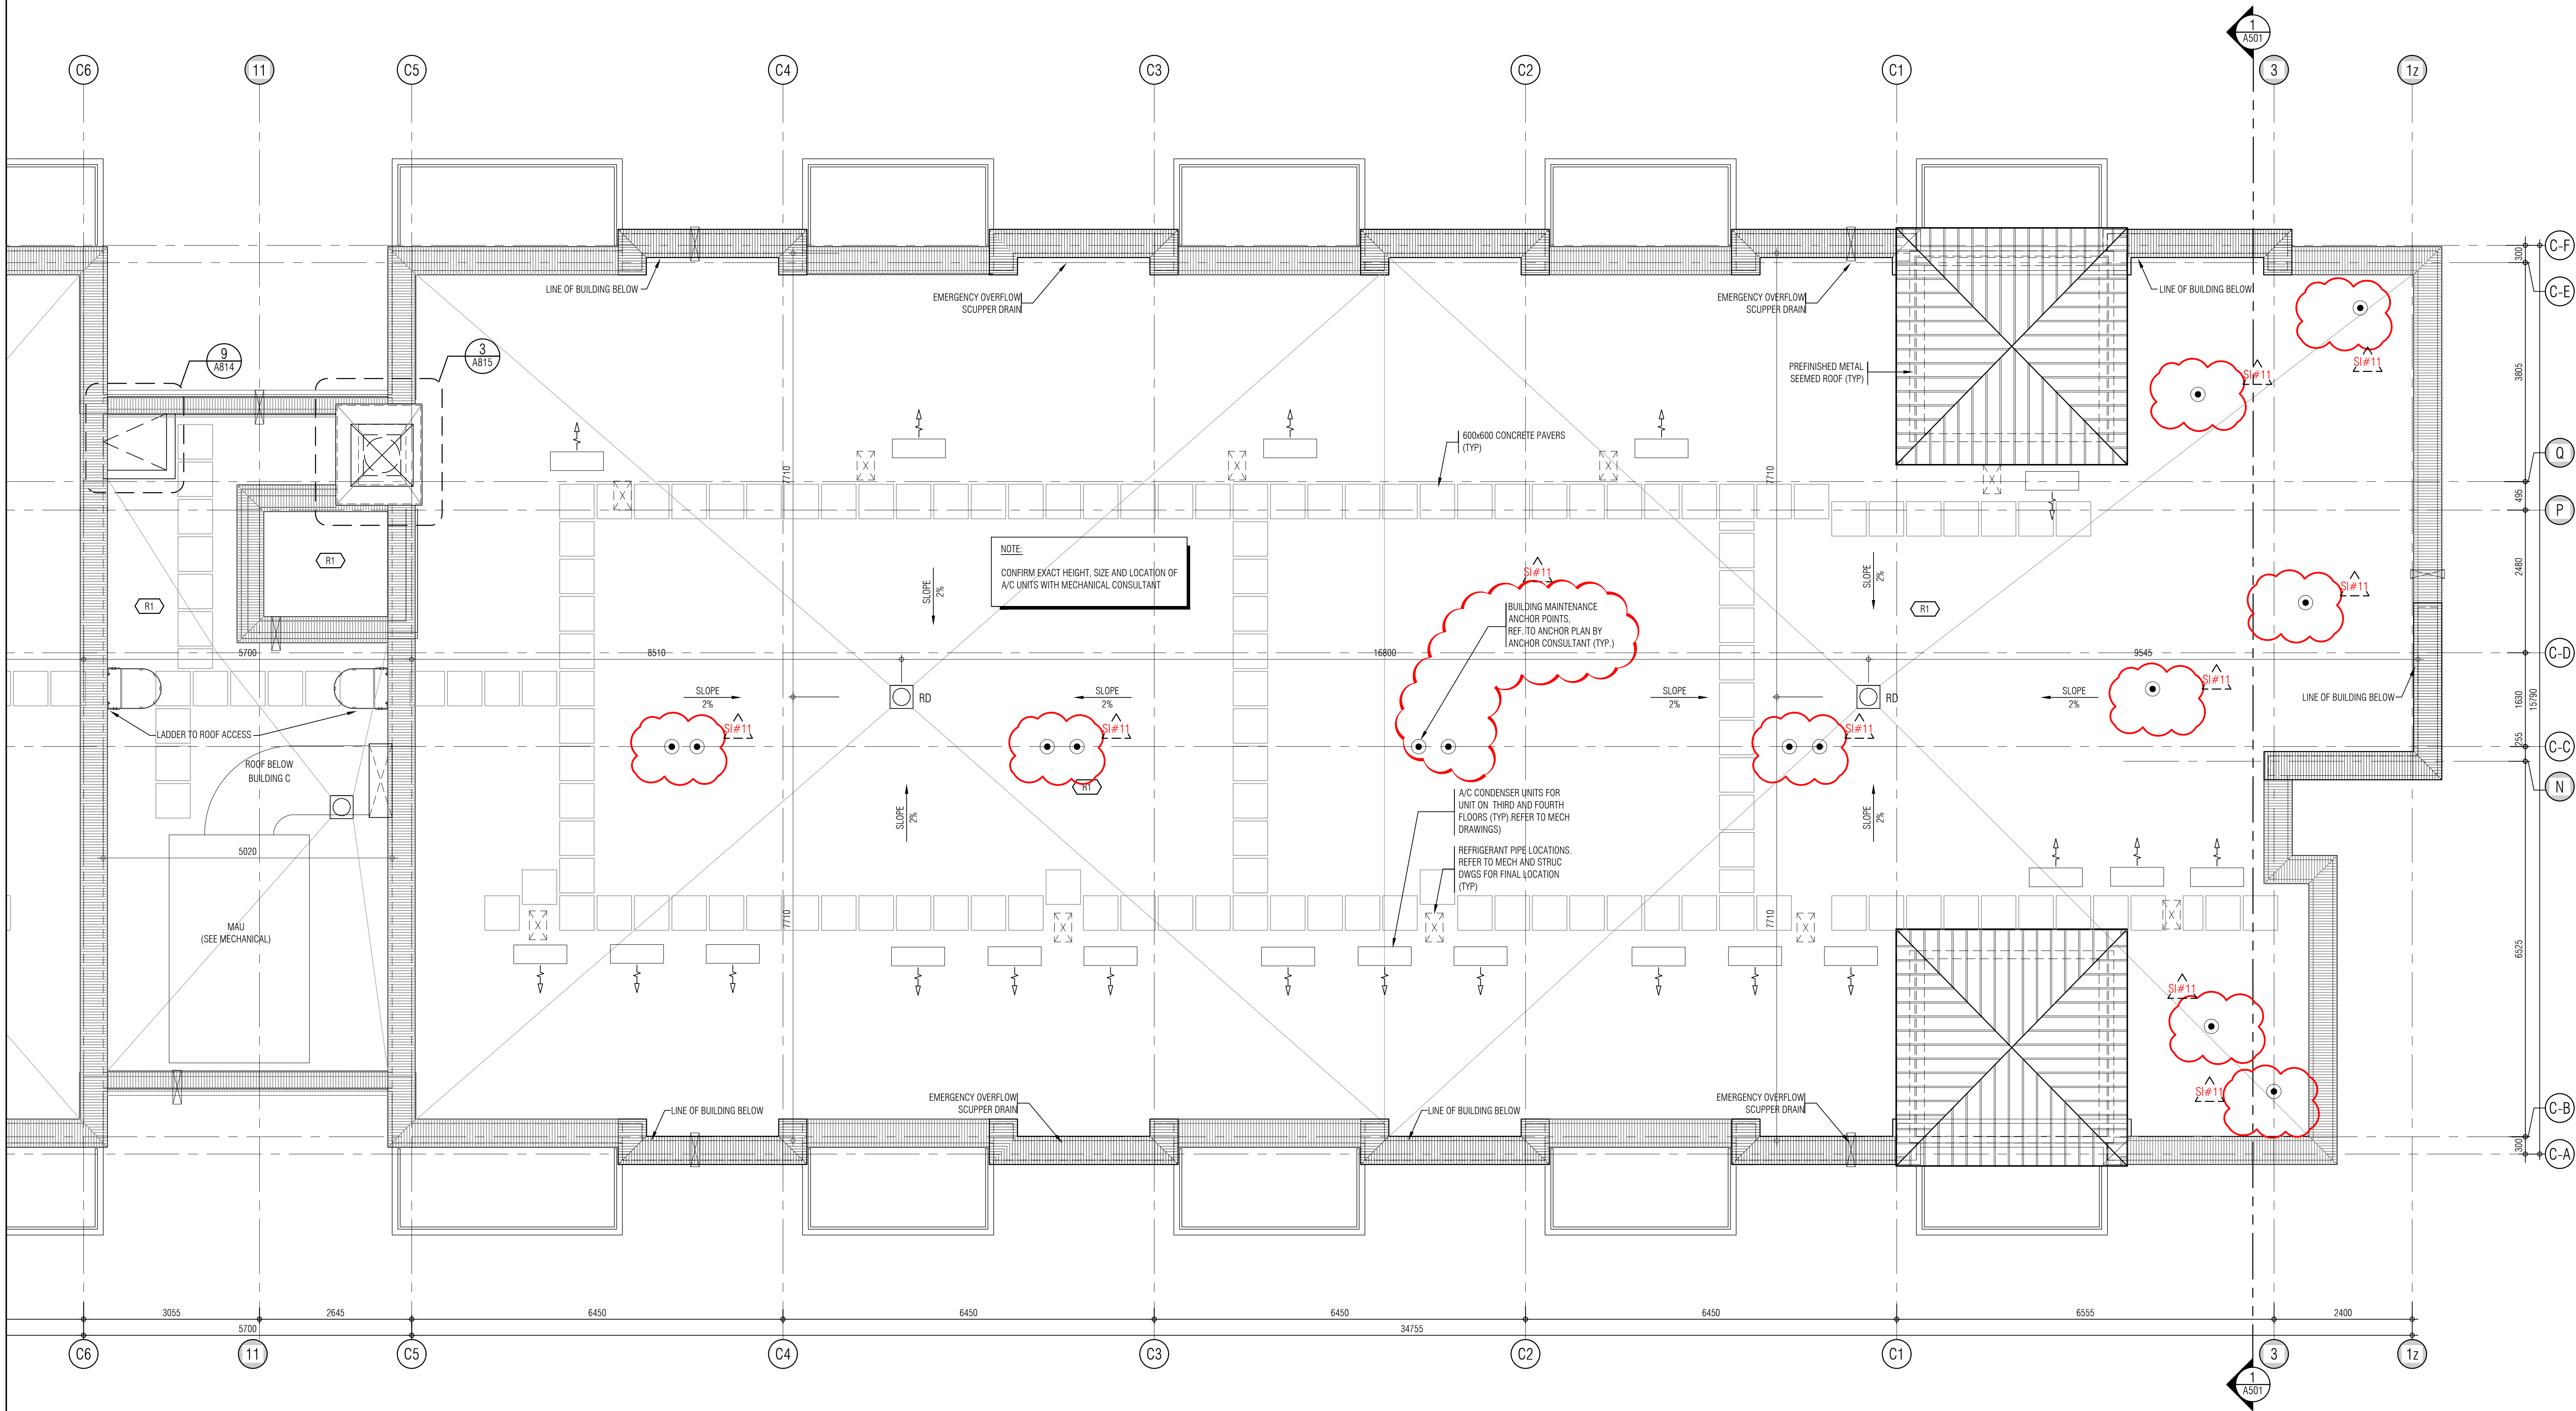 1
A501
C6
11
C5
C4
C3
C2
C1
3
1z
C-F
300
C-E
LINE OF BUILDING BELOW
EMERGENCY OVERFLOW
SCUPPER DRAIN
EMERGENCY OVERFLOW
SCUPPER DRAIN
LINE OF BUILDING BELOW
9
A814
3
A815
PREFINISHED METAL
SEEMED ROOF (TYP)
SI#11
SI#11
3805
600x600 CONCRETE PAVERS
(TYP)
7710
7710
Q
495
P
R1
R1
NOTE:
CONFIRM EXACT HEIGHT, SIZE AND LOCATION OF
A/C UNITS WITH MECHANICAL CONSULTANT
SLOPE
2%
SI#11
BUILDING MAINTENANCE
ANCHOR POINTS,
REF. TO ANCHOR PLAN BY
ANCHOR CONSULTANT (TYP.)
SLOPE
2%
R1
SI#11
2480
5700
8510
16800
9545
C-D
SLOPE
2%
RD
SLOPE
2%
SLOPE
2%
RD
SLOPE
2%
SI#11
LINE OF BUILDING BELOW
1630
15790
LADDER TO ROOF ACCESS
SI#11
SI#11
SI#11
255
C-C
ROOF BELOW
BUILDING C
R1
N
SLOPE
2%
A/C CONDENSER UNITS FOR
UNIT ON THIRD AND FOURTH
FLOORS (TYP).REFER TO MECH
DRAWINGS)
SLOPE
2%
5020
REFRIGERANT PIPE LOCATIONS.
REFER TO MECH AND STRUC
DWGS FOR FINAL LOCATION
(TYP)
MAU
(SEE MECHANICAL)
7710
7710
6525
SI#11
SI#11
LINE OF BUILDING BELOW
EMERGENCY OVERFLOW
SCUPPER DRAIN
LINE OF BUILDING BELOW
EMERGENCY OVERFLOW
SCUPPER DRAIN
C-B
300
C-A
3055
2645
6450
6450
6450
6450
6555
2400
5700
34755
C6
11
C5
C4
C3
C2
C1
3
1z
1
A501